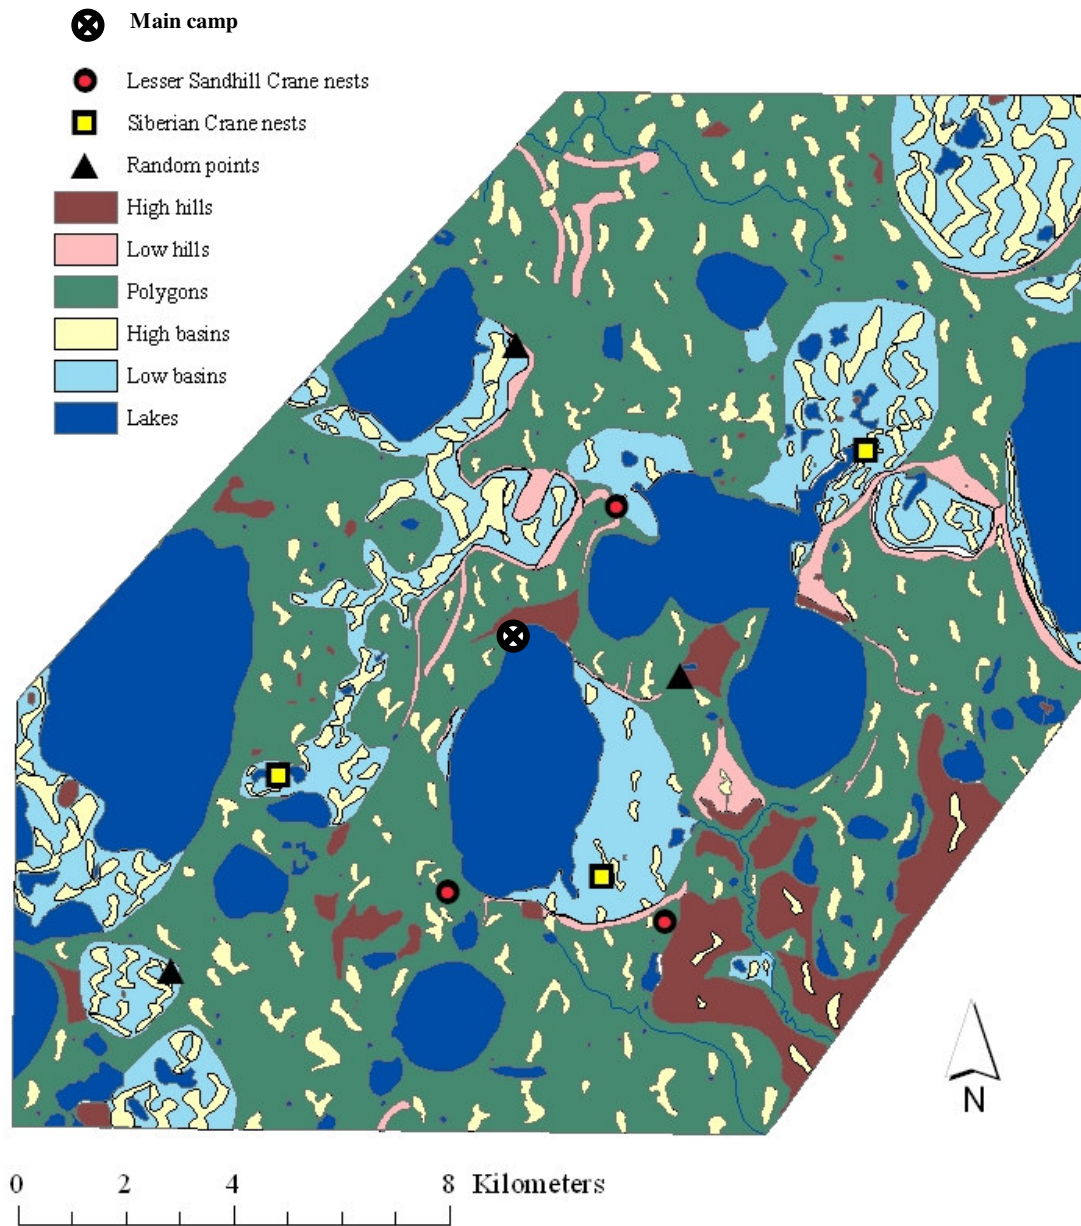 Main camp
Lesser Sandhill Crane nests
Siberian Crane nests
Random points
High hills
Low hills
Polygons
High basins
Low basins
Lakes
N
0 2 4 8 Kilometers